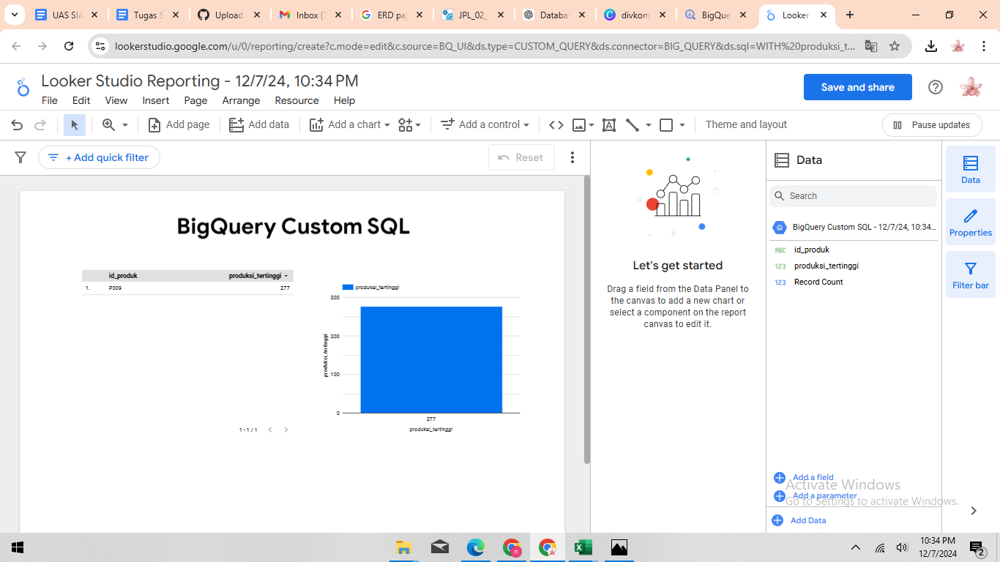 UAS SIA
Tugas S
Upload
Inbox (
ERD pa
JPL_02_
Databa
divkom
BigQue
Looker
lookerstudio.google.com/u/0/reporting/create?c.mode=edit&c.source=BQ_UI&ds.type=CUSTOM_QUERY&ds.connector=BIG_QUERY&ds.sql=WITH%20produksi_t...
Looker Studio Reporting - 12/7/24, 10:34 PM
File Edit View Insert Page Arrange Resource Help
Save and share
Add page
Add data
Add a chart
Add a control
Theme and layout
Pause updates
+ Add quick filter
Reset
BigQuery Custom SQL
id_produk produksi_tertinggi
1. P009 277
1 - 1 / 1
produksi_tertinggi
300
200
100
0
produksi_tertinggi
277
produksi_tertinggi
Let's get started
Drag a field from the Data Panel to
the canvas to add a new chart or
select a component on the report
canvas to edit it.
Data
Search
BigQuery Custom SQL - 12/7/24, 10:34...
ABC id_produk
123 produksi_tertinggi
123 Record Count
Add a field
Add a parameter
Add Data
Data
Properties
Filter bar
Activate Windows
Go to Settings to activate Windows.
n
10:34 PM
12/7/2024
2